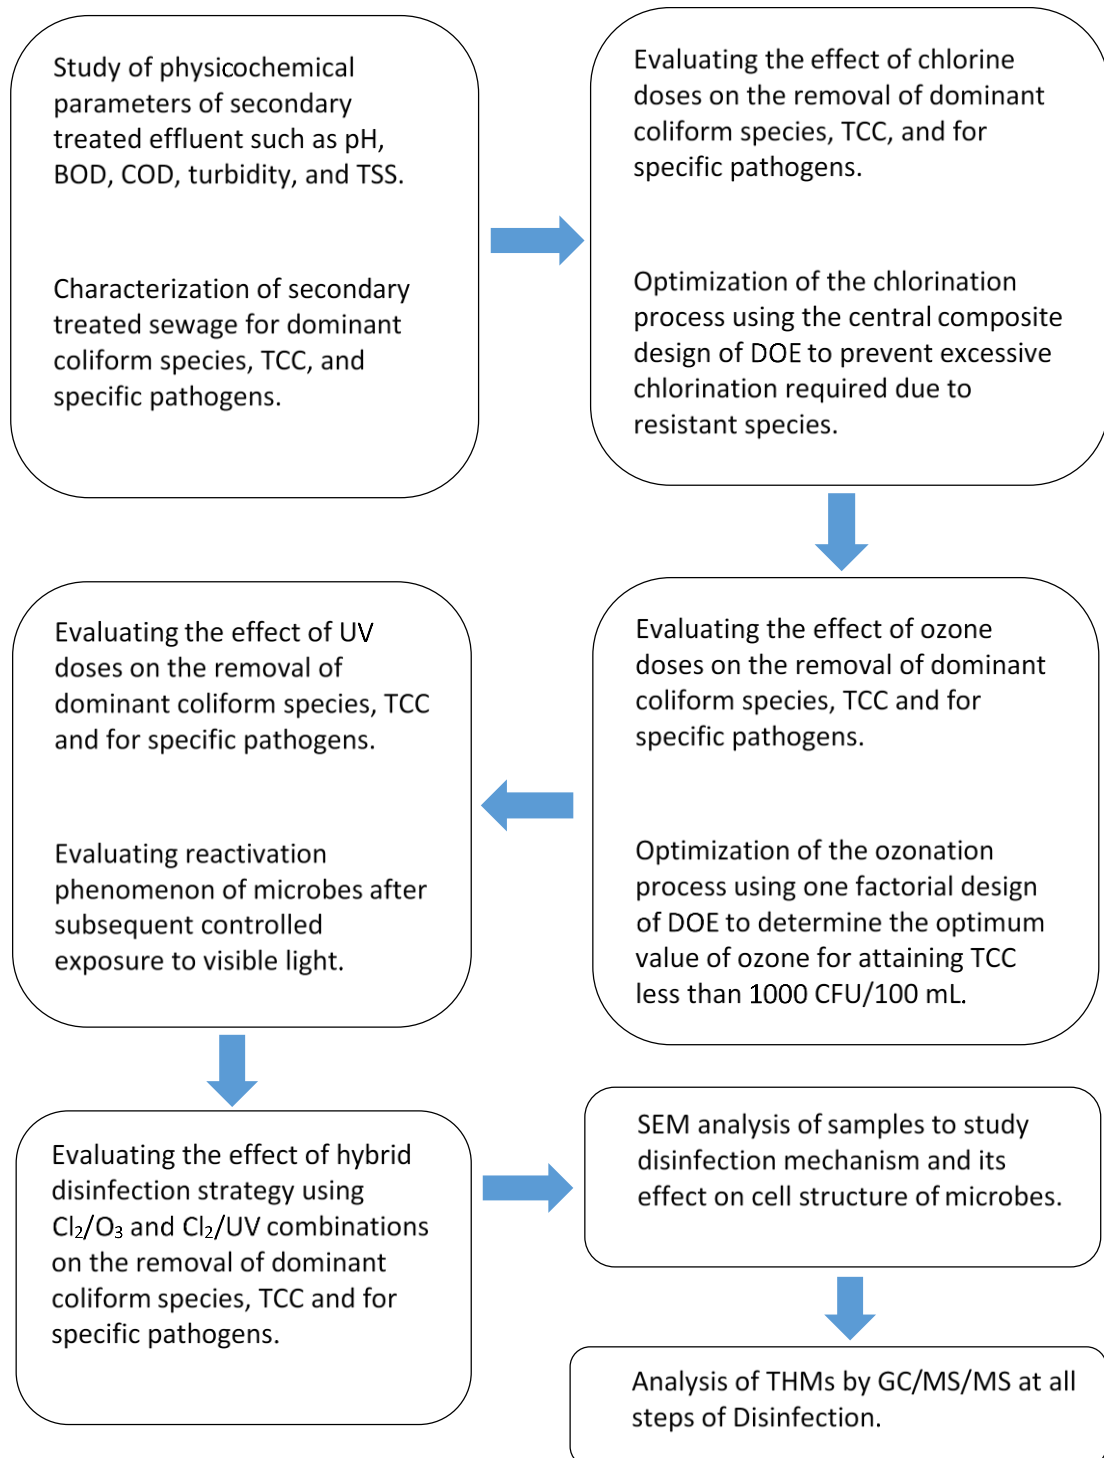 Study of physicochemical
parameters of secondary
treated effluent such as pH,
BOD, COD, turbidity, and TSS.
Characterization of secondary
treated sewage for dominant
coliform species, TCC, and
specific pathogens.
Evaluating the effect of chlorine
doses on the removal of dominant
coliform species, TCC, and for
specific pathogens.
Optimization of the chlorination
process using the central composite
design of DOE to prevent excessive
chlorination required due to
resistant species.
Evaluating the effect of ozone
doses on the removal of dominant
coliform species, TCC and for
specific pathogens.
Optimization of the ozonation
process using one factorial design
of DOE to determine the optimum
value of ozone for attaining TCC
less than 1000 CFU/100 mL.
Evaluating the effect of UV
doses on the removal of
dominant coliform species, TCC
and for specific pathogens.
Evaluating reactivation
phenomenon of microbes after
subsequent controlled
exposure to visible light.
Evaluating the effect of hybrid
disinfection strategy using
Cl₂/O₃ and Cl₂/UV combinations
on the removal of dominant
coliform species, TCC and for
specific pathogens.
SEM analysis of samples to study
disinfection mechanism and its
effect on cell structure of microbes.
Analysis of THMs by GC/MS/MS at all
steps of Disinfection.